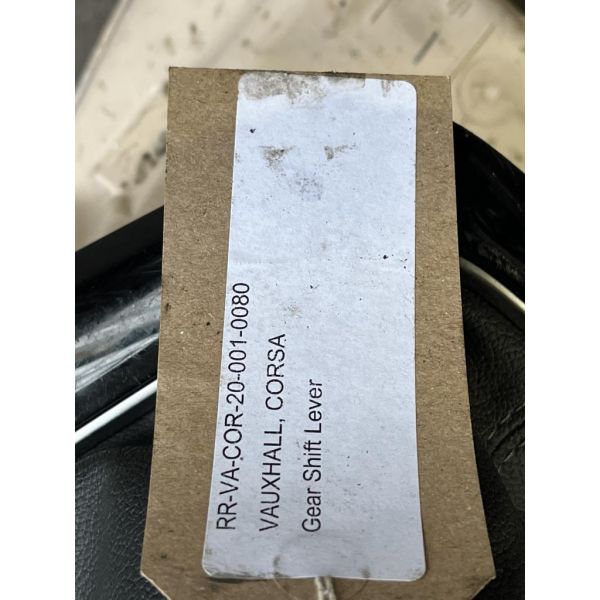 RR-VA-COR-20-001-0080
VAUXHALL, CORSA
Gear Shift Lever